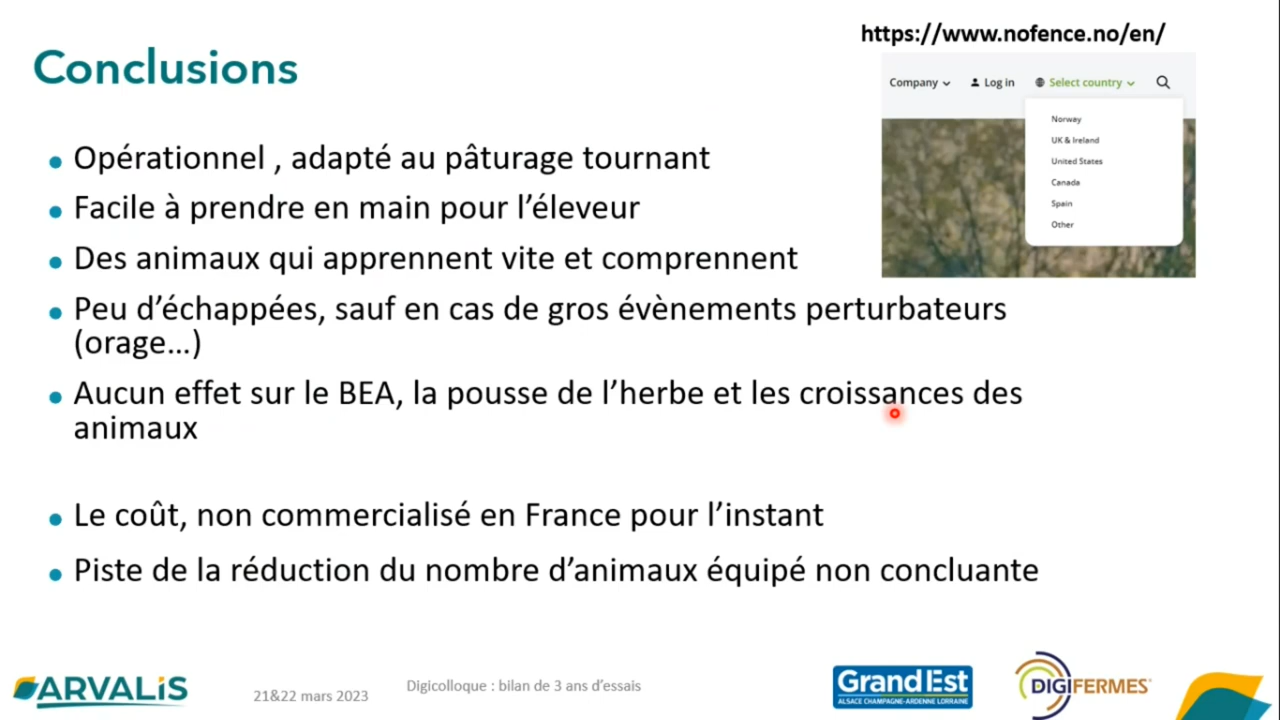 https://www.nofence.no/en/
Conclusions
Company
Log in
Select country
Norway
UK & Ireland
United States
Canada
Spain
Other
Opérationnel , adapté au pâturage tournant
Facile à prendre en main pour l’éleveur
Des animaux qui apprennent vite et comprennent
Peu d’échappées, sauf en cas de gros évènements perturbateurs
(orage…)
Aucun effet sur le BEA, la pousse de l’herbe et les croissances des
animaux
Le coût, non commercialisé en France pour l’instant
Piste de la réduction du nombre d’animaux équipé non concluante
ARVALIS
21&22 mars 2023
Digicolloque : bilan de 3 ans d’essais
Grand Est
ALSACE CHAMPAGNE-ARDENNE LORRAINE
DIGIFERMES®